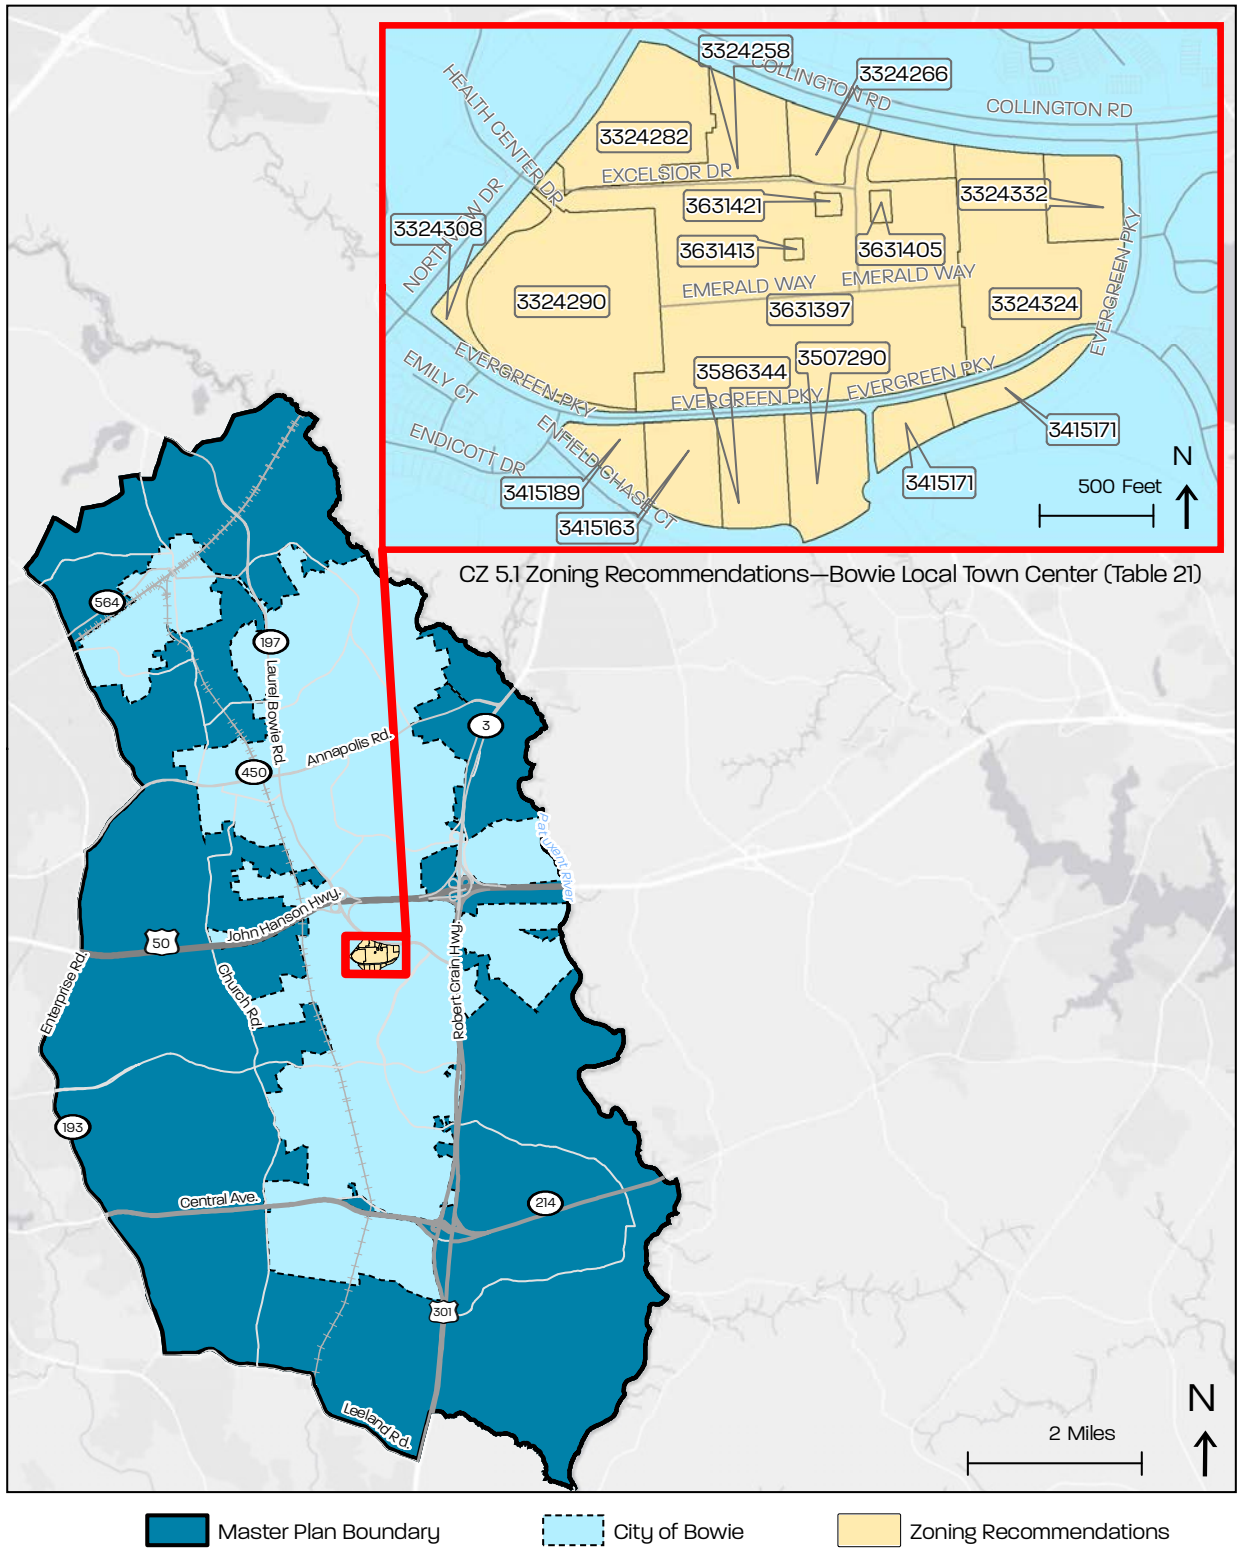 3324258
COLLINGTON RD
3324266
COLLINGTON RD
HEALTH CENTER DR
3324282
EXCELSIOR DR
NORTHVIEW DR
3324308
3631421
3324332
3631413
3631405
EMERALD WAY
EMERALD WAY
3324290
3631397
3324324
EVERGREEN PKY
EVERGREEN PKY
EMILY CT
3586344
3507290
EVERGREEN PKY
EVERGREEN PKY
ENDICOTT DR
ENFIELD CHASE CT
3415171
3415189
3415171
3415163
N
500 Feet
CZ 5.1 Zoning Recommendations—Bowie Local Town Center (Table 21)
564
197
Laurel Bowie Rd.
3
Annapolis Rd.
450
Patuxent River
John Hanson Hwy.
50
Enterprise Rd.
Church Rd.
Robert Crain Hwy.
193
Central Ave.
214
301
Leeland Rd.
N
2 Miles
Master Plan Boundary
City of Bowie
Zoning Recommendations